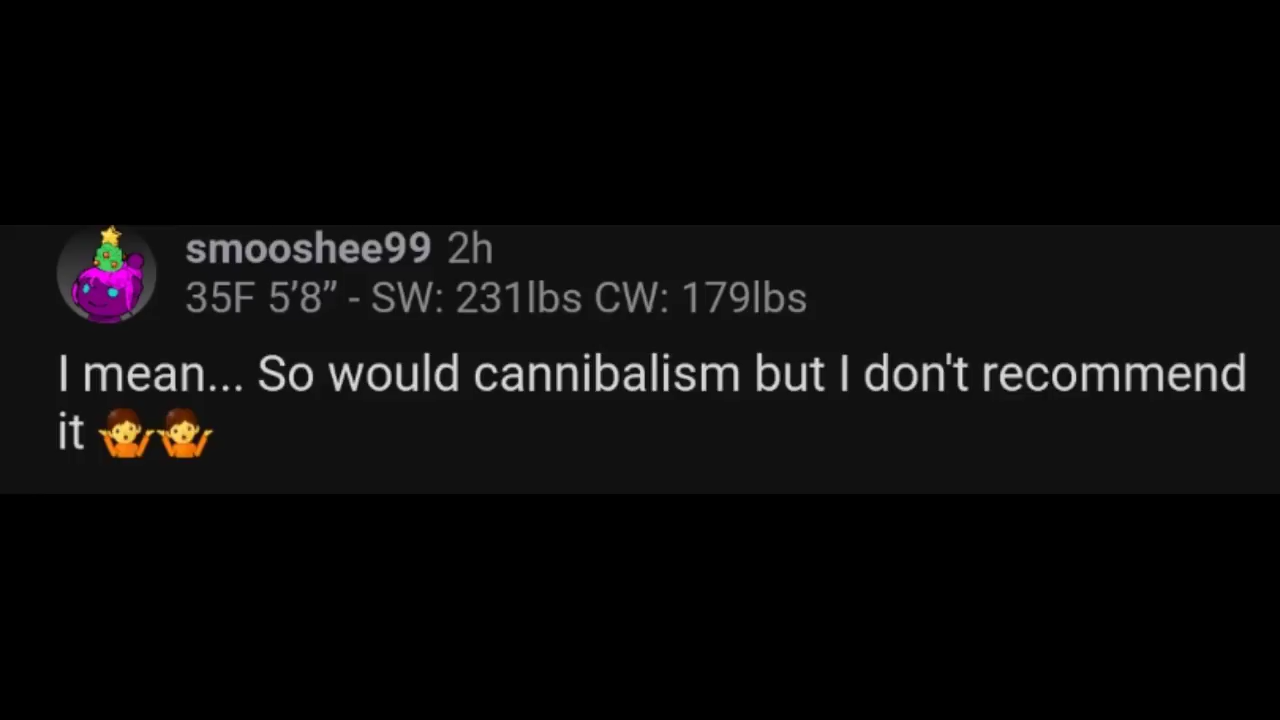 smooshee99 2h
35F 5’8” - SW: 231lbs CW: 179lbs
I mean... So would cannibalism but I don't recommend
it 🤷🤷